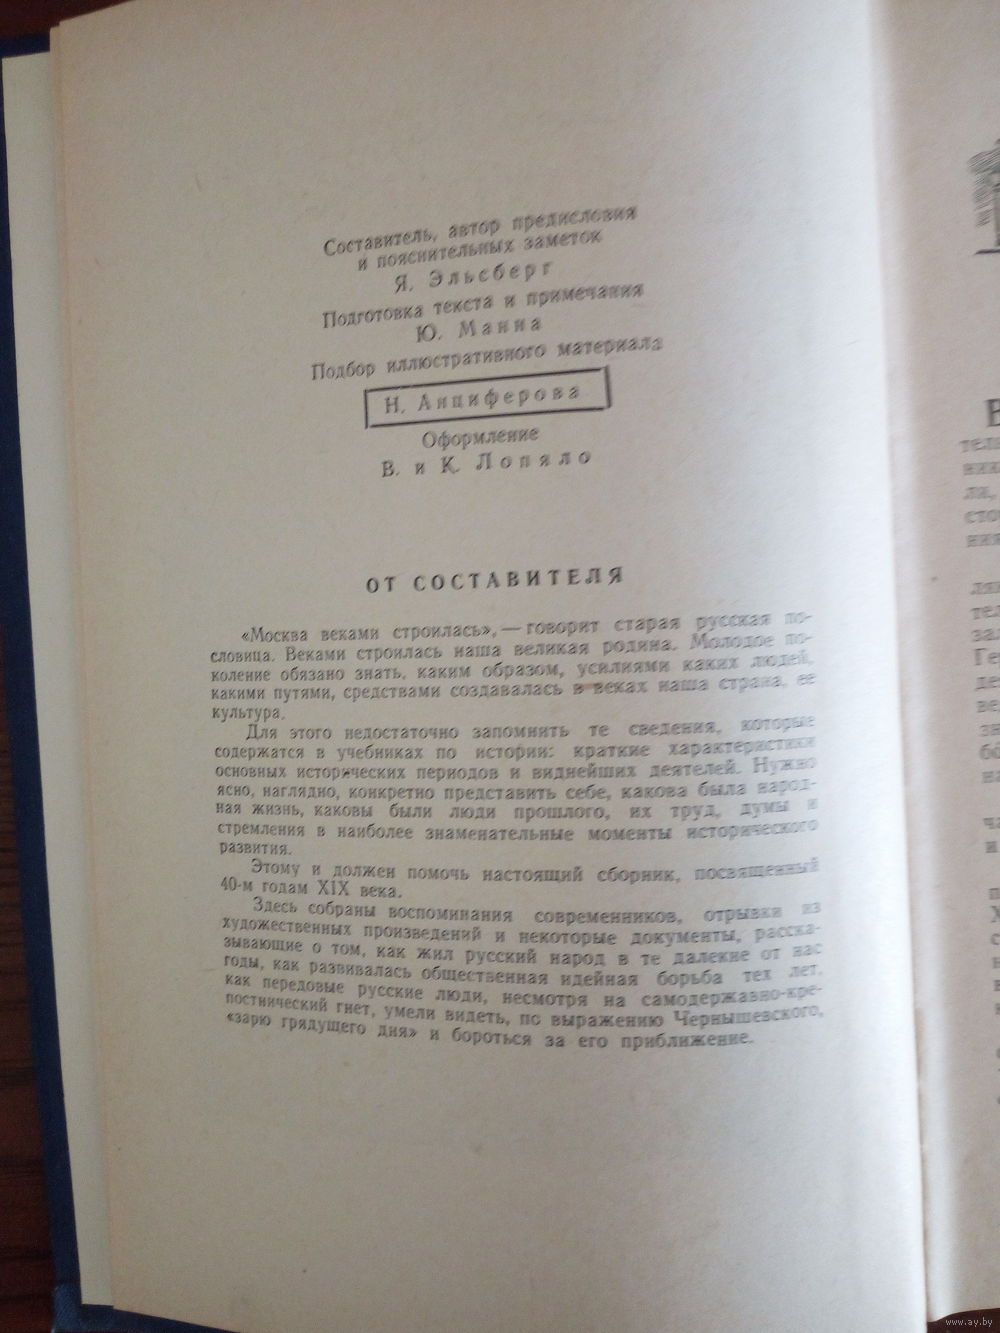 Составитель, автор предисловия
и пояснительных заметок
Я. Эльсберг
Подготовка текста и примечания
Ю. Манна
Подбор иллюстративного материала
Н. Анциферова
Оформление
В. и К. Лопяло
ОТ СОСТАВИТЕЛЯ
«Москва веками строилась», — говорит старая русская по-
словица. Веками строилась наша великая родина. Молодое по-
коление обязано знать, каким образом, усилиями каких людей,
какими путями, средствами создавалась в веках наша страна, ее
культура.
Для этого недостаточно запомнить те сведения, которые
содержатся в учебниках по истории: краткие характеристики
основных исторических периодов и виднейших деятелей. Нужно
ясно, наглядно, конкретно представить себе, какова была народ-
ная жизнь, каковы были люди прошлого, их труд, думы и
стремления в наиболее знаменательные моменты исторического
развития.
Этому и должен помочь настоящий сборник, посвященный
40-м годам XIX века.
Здесь собраны воспоминания современников, отрывки из
художественных произведений и некоторые документы, расска-
зывающие о том, как жил русский народ в те далекие от нас
годы, как развивалась общественная идейная борьба тех лет,
как передовые русские люди, несмотря на самодержавно-кре-
постнический гнет, умели видеть, по выражению Чернышевского,
«зарю грядущего дня» и бороться за его приближение.
www.ay.by